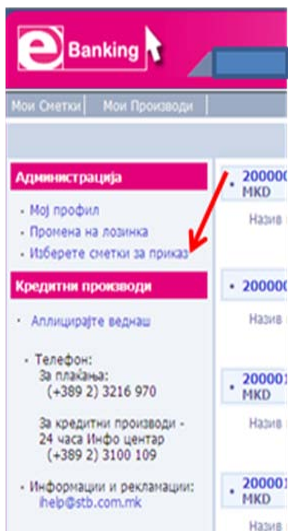 e Banking
Мои Сметки
Мои Производи
Администрација
Мој профил
Промена на лозинка
Изберете сметки за приказ
Кредитни производи
Аплицирајте веднаш
Телефон:
За плаќања:
(+389 2) 3216 970
За кредитни производи -
24 часа Инфо центар
(+389 2) 3100 109
Информации и рекламации:
ihelp@stb.com.mk
200000
MKD
Назив
200000
Назив
200001
MKD
Назив
200001
MKD
Назив